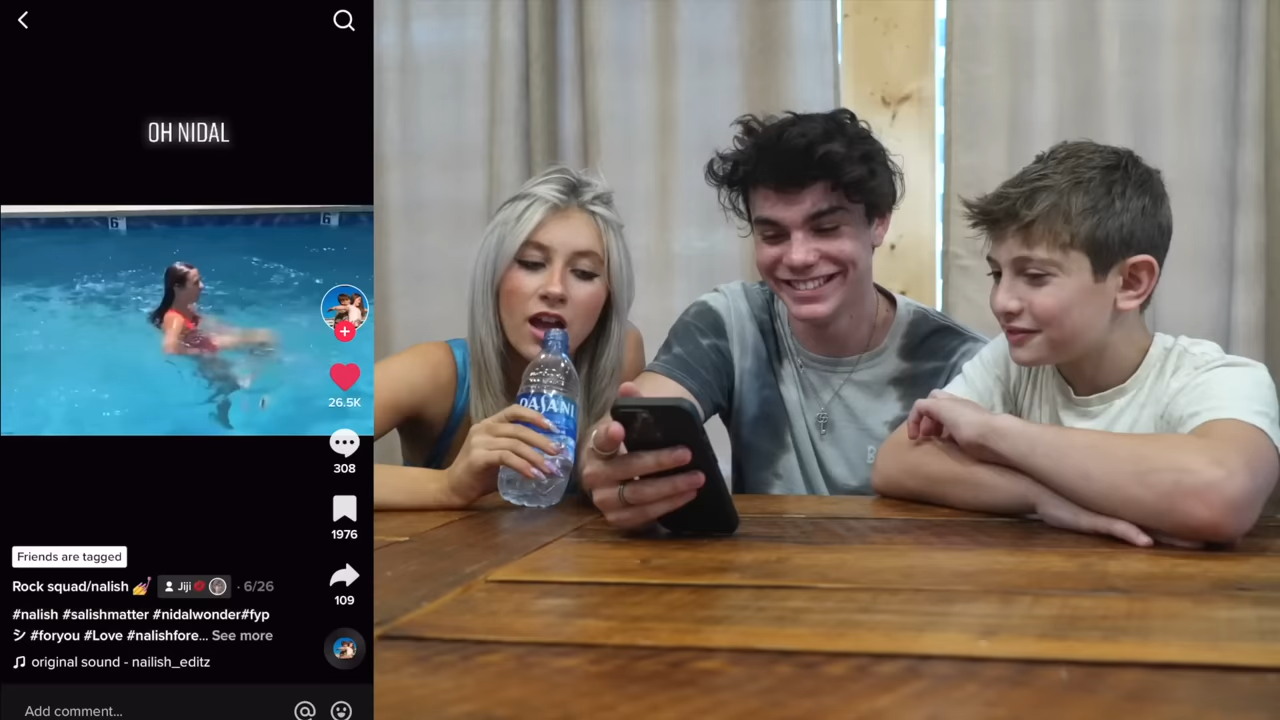 OH NIDAL
6
6
26.5K
308
1976
109
Friends are tagged
Rock squad/nalish 💅 Jiji💋 · 6/26
#nalish #salishmatter #nidalwonder#fyp
シ #foryou #Love #nalishfore... See more
original sound - nailish_editz
Add comment...
DASANI